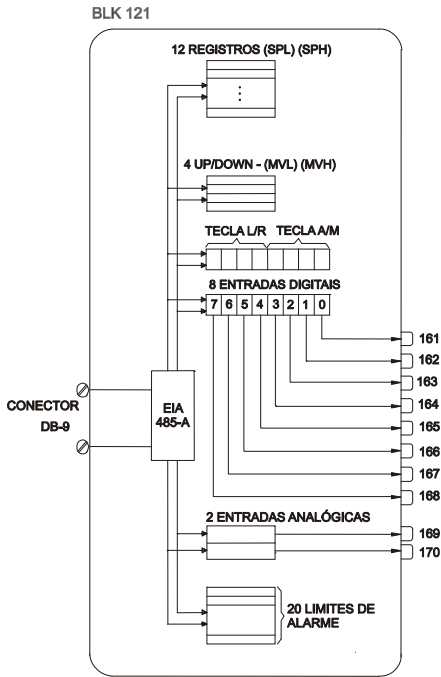 BLK 121
12 REGISTROS (SPL) (SPH)
4 UP/DOWN - (MVL) (MVH)
TECLA L/R TECLA A/M
8 ENTRADAS DIGITAIS
7 6 5 4 3 2 1 0
161
162
163
164
165
166
167
168
CONECTOR
DB-9
EIA
485-A
2 ENTRADAS ANALÓGICAS
169
170
20 LIMITES DE
ALARME